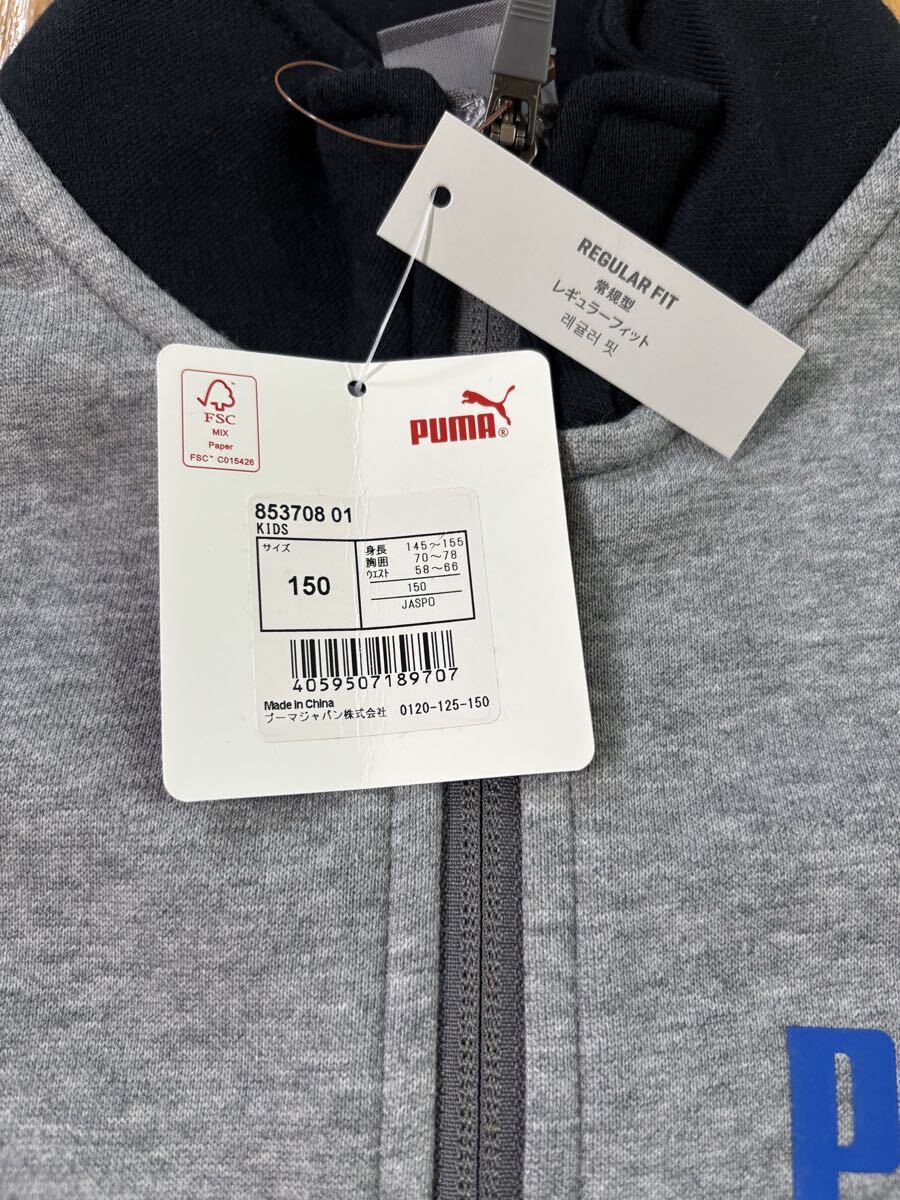 REGULAR FIT
常规型
レギュラーフィット
레귤러 핏
FSC™
MIX
Paper
FSC™ C015426
PUMA®
853708 01
KIDS
サイズ
150
身長 145～155
胸囲 70～78
ウエスト 58～66
150
JASPO
4059507189707
Made in China
プーマジャパン株式会社 0120-125-150
P